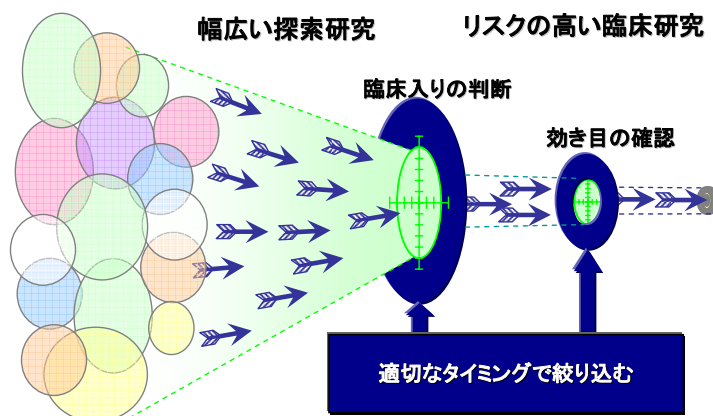 幅広い探索研究
リスクの高い臨床研究
臨床入りの判断
効き目の確認
適切なタイミングで絞り込む